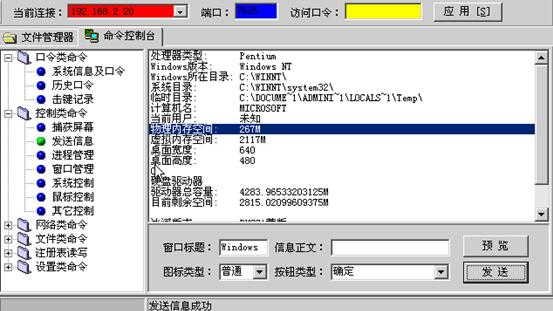 当前连接: 192.168.2.20 端口: 7626 访问口令: 应用 [S]
文件管理器 命令控制台
口令类命令
系统信息及口令
历史口令
击键记录
控制类命令
捕获屏幕
发送信息
进程管理
窗口管理
系统控制
鼠标控制
其它控制
网络类命令
文件类命令
注册表读写
设置类命令
处理器类型: Pentium
Windows版本: Windows NT
Windows所在目录: C:\WINNT\
系统目录: C:\WINNT\system32\
临时目录: C:\DOCUME~1\ADMINI~1\LOCALS~1\Temp\
计算机名: MICROSOFT
当前用户: 未知
物理内存空间: 267M
虚拟内存空间: 2117M
桌面宽度: 640
桌面高度: 480
硬盘驱动器
驱动器总容量: 4283.96533203125M
目前剩余空间: 2815.02099609375M
窗口标题: Windows 信息正文: 预览
图标类型: 普通 按钮类型: 确定 发送
发送信息成功